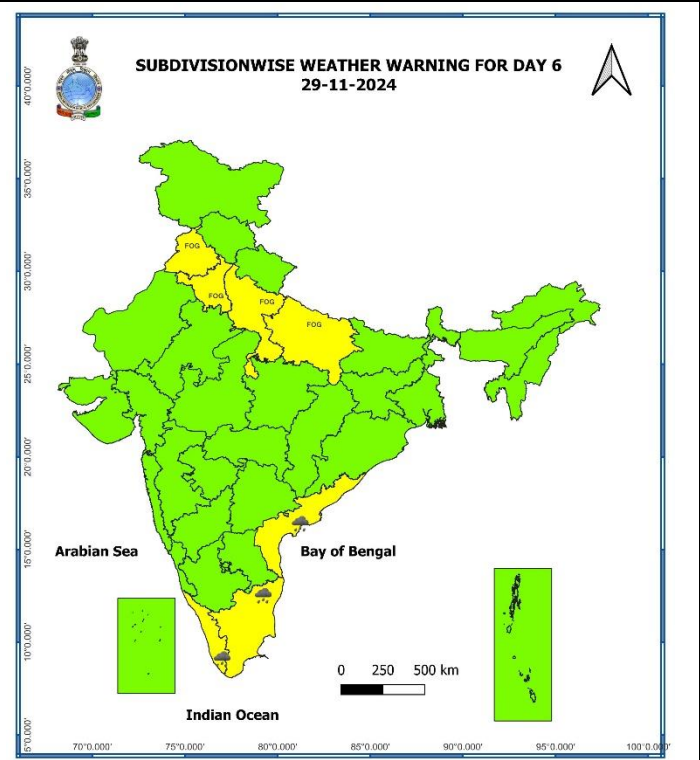 SUBDIVISIONWISE WEATHER WARNING FOR DAY 6
29-11-2024
40°0.000'
35°0.000'
30°0.000'
25°0.000'
20°0.000'
15°0.000'
10°0.000'
5°0.000'
FOG
FOG
FOG
FOG
Arabian Sea
Bay of Bengal
0 250 500 km
Indian Ocean
70°0.000' 75°0.000' 80°0.000' 85°0.000' 90°0.000' 95°0.000' 100°0.000'